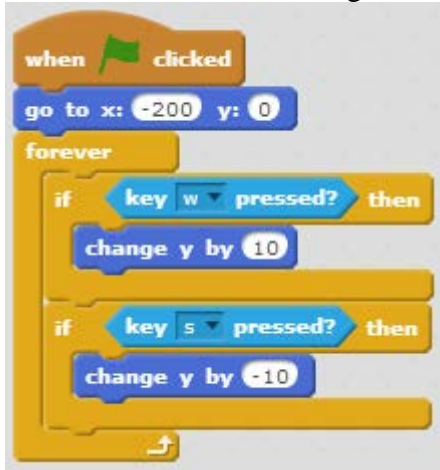 when clicked
go to x: -200 y: 0
forever
if key w pressed? then
change y by 10
if key s pressed? then
change y by -10